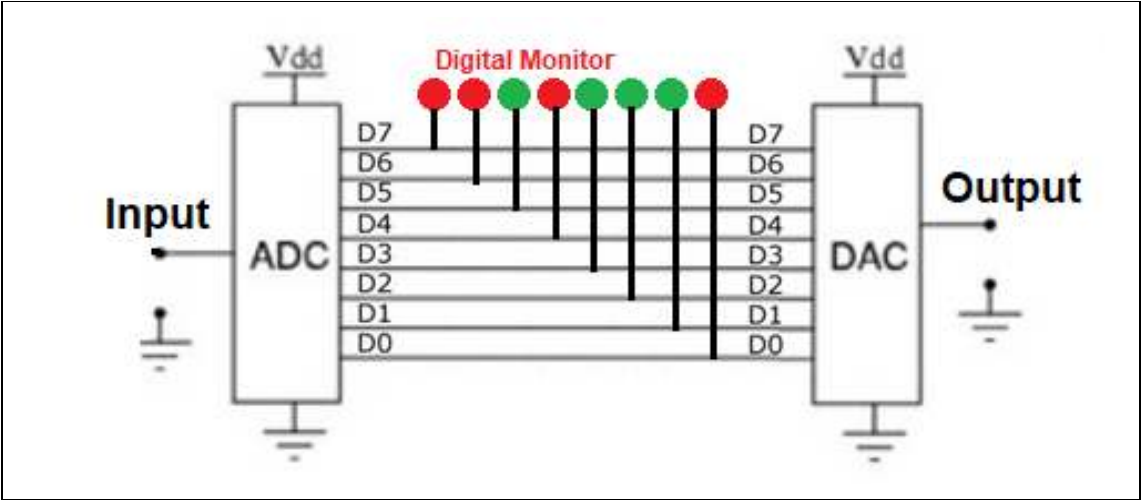 Vdd
Digital Monitor
Vdd
D7
D7
D6
D6
D5
D5
Input
Output
D4
D4
ADC
D3
D3
DAC
D2
D2
D1
D1
D0
D0